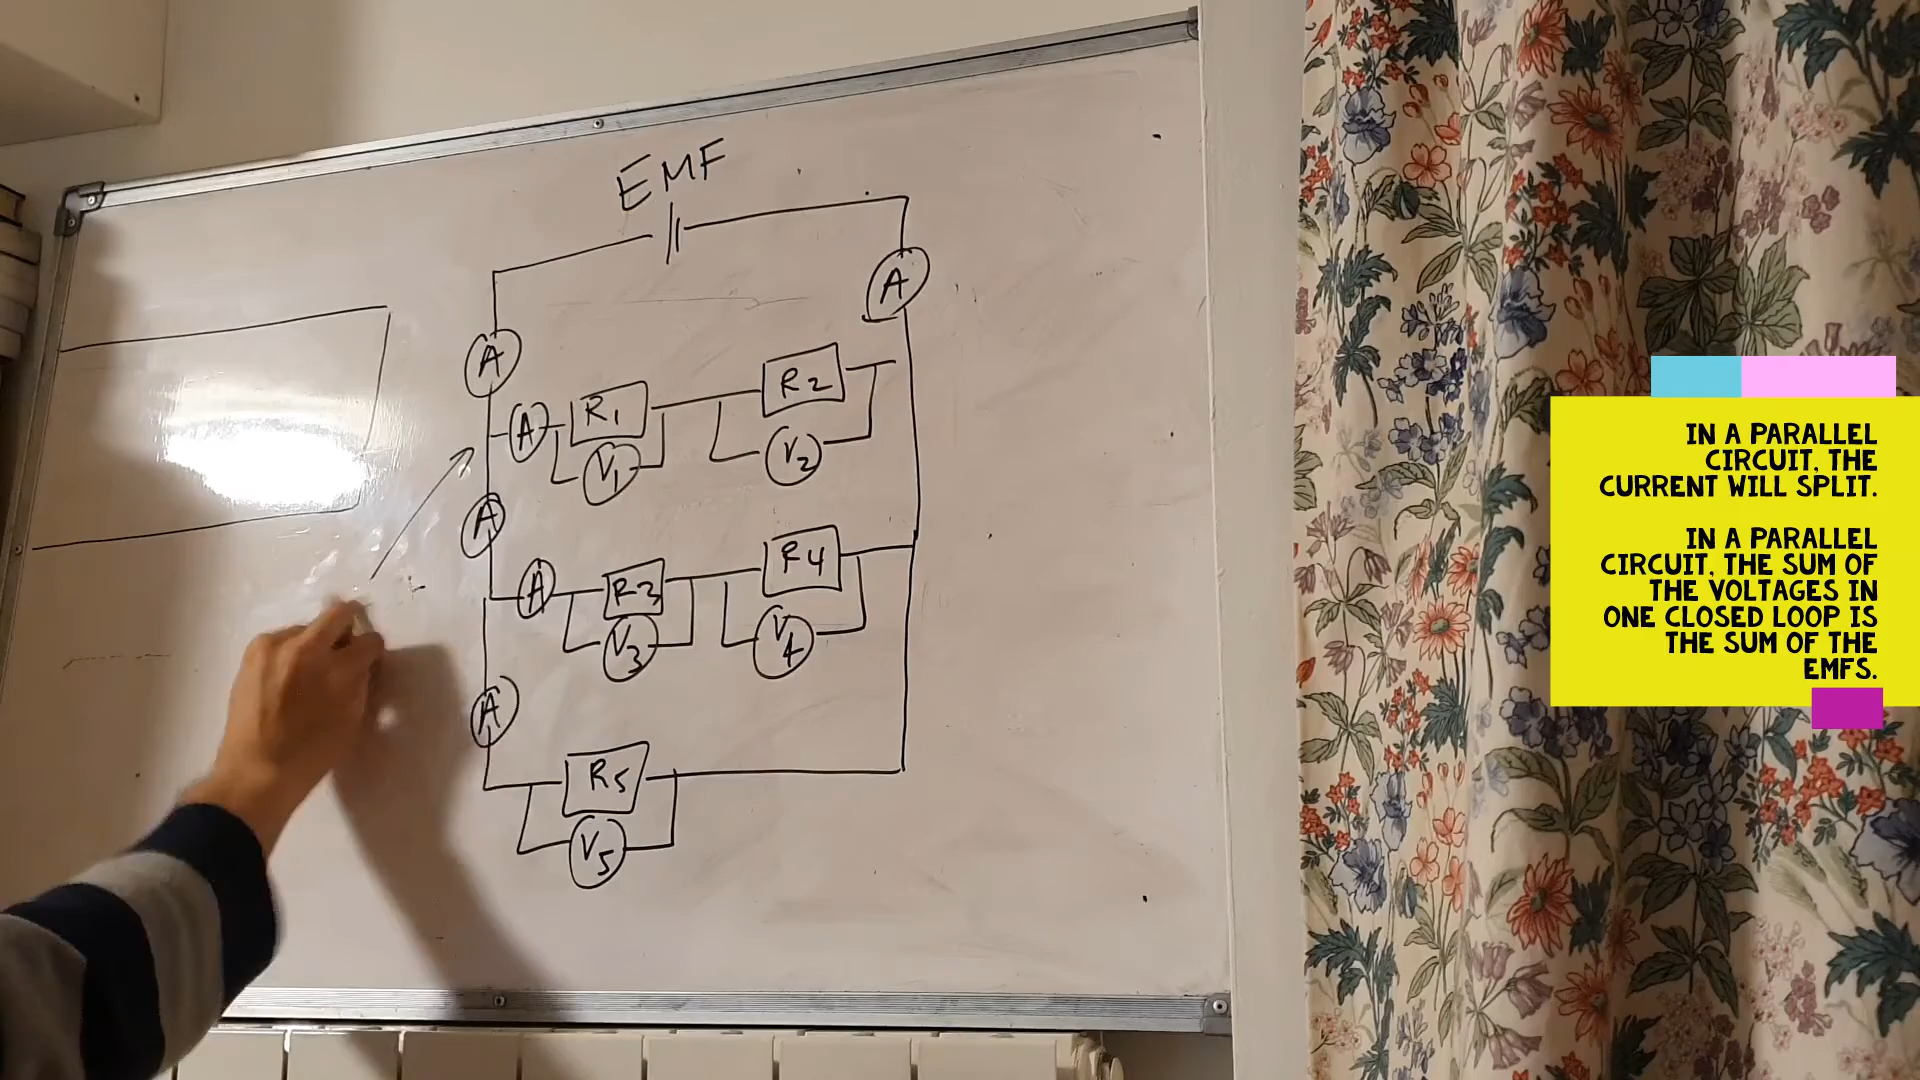 EMF
A
A
A R1 R2
V1 V2
A
A R3 R4
V3 V4
A
R5
V5
IN A PARALLEL
CIRCUIT, THE
CURRENT WILL SPLIT.
IN A PARALLEL
CIRCUIT, THE SUM OF
THE VOLTAGES IN
ONE CLOSED LOOP IS
THE SUM OF THE
EMFS.